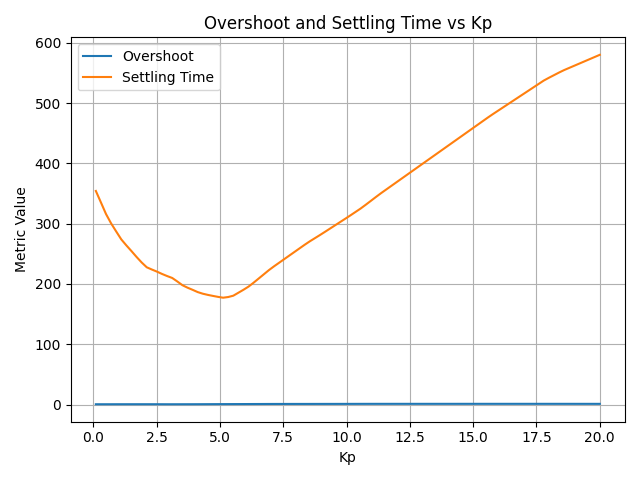 Overshoot and Settling Time vs Kp
Overshoot
Settling Time
Metric Value
600
500
400
300
200
100
0
0.0 2.5 5.0 7.5 10.0 12.5 15.0 17.5 20.0
Kp